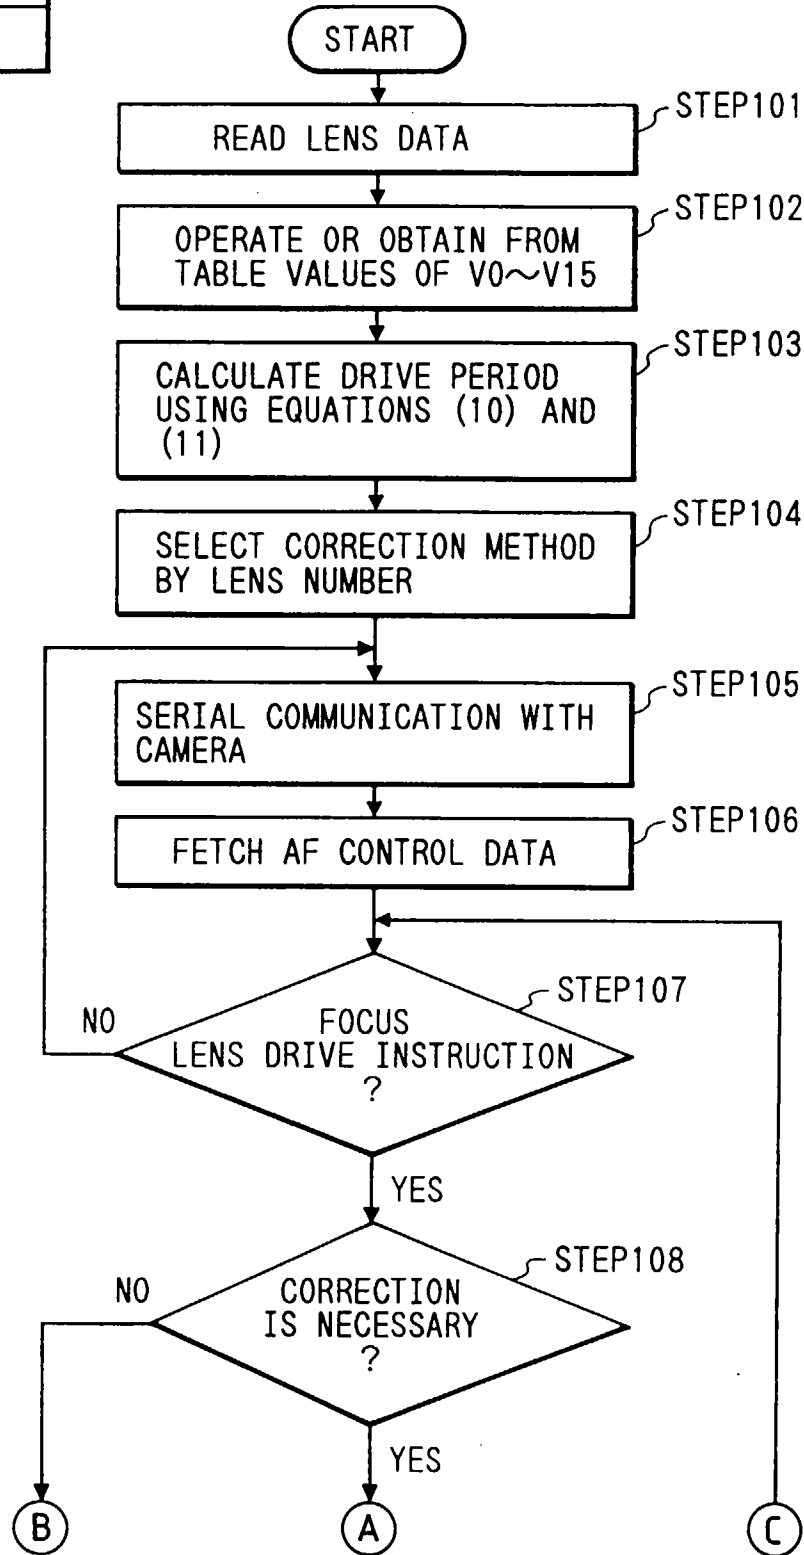 START
STEP101
READ LENS DATA
STEP102
OPERATE OR OBTAIN FROM
TABLE VALUES OF V0～V15
STEP103
CALCULATE DRIVE PERIOD
USING EQUATIONS (10) AND
(11)
STEP104
SELECT CORRECTION METHOD
BY LENS NUMBER
STEP105
SERIAL COMMUNICATION WITH
CAMERA
STEP106
FETCH AF CONTROL DATA
STEP107
NO
FOCUS
LENS DRIVE INSTRUCTION
?
YES
STEP108
NO
CORRECTION
IS NECESSARY
?
YES
B
A
C